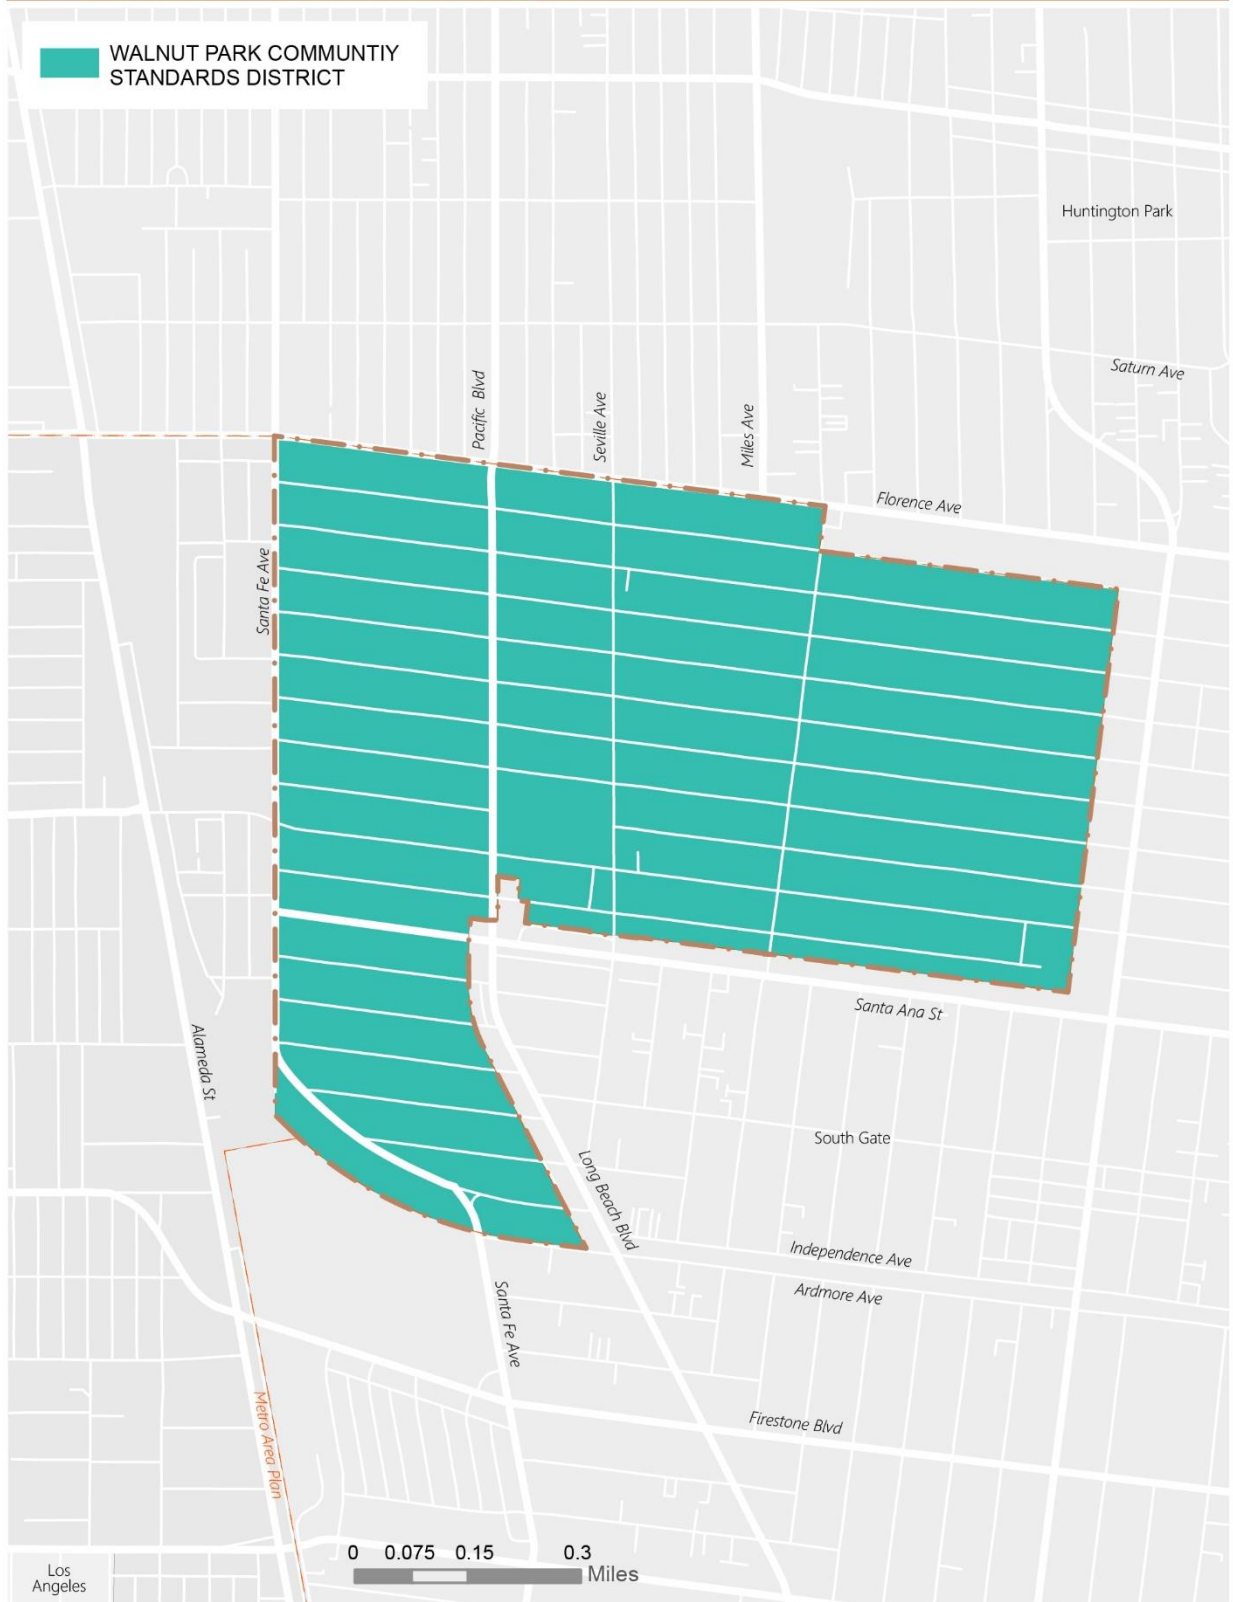 WALNUT PARK COMMUNTIY
STANDARDS DISTRICT
Huntington Park
Saturn Ave
Pacific Blvd
Seville Ave
Miles Ave
Florence Ave
Santa Fe Ave
Santa Ana St
Alameda St
South Gate
Long Beach Blvd
Independence Ave
Ardmore Ave
Santa Fe Ave
Metro Area Plan
Firestone Blvd
0 0.075 0.15 0.3
Miles
Los
Angeles